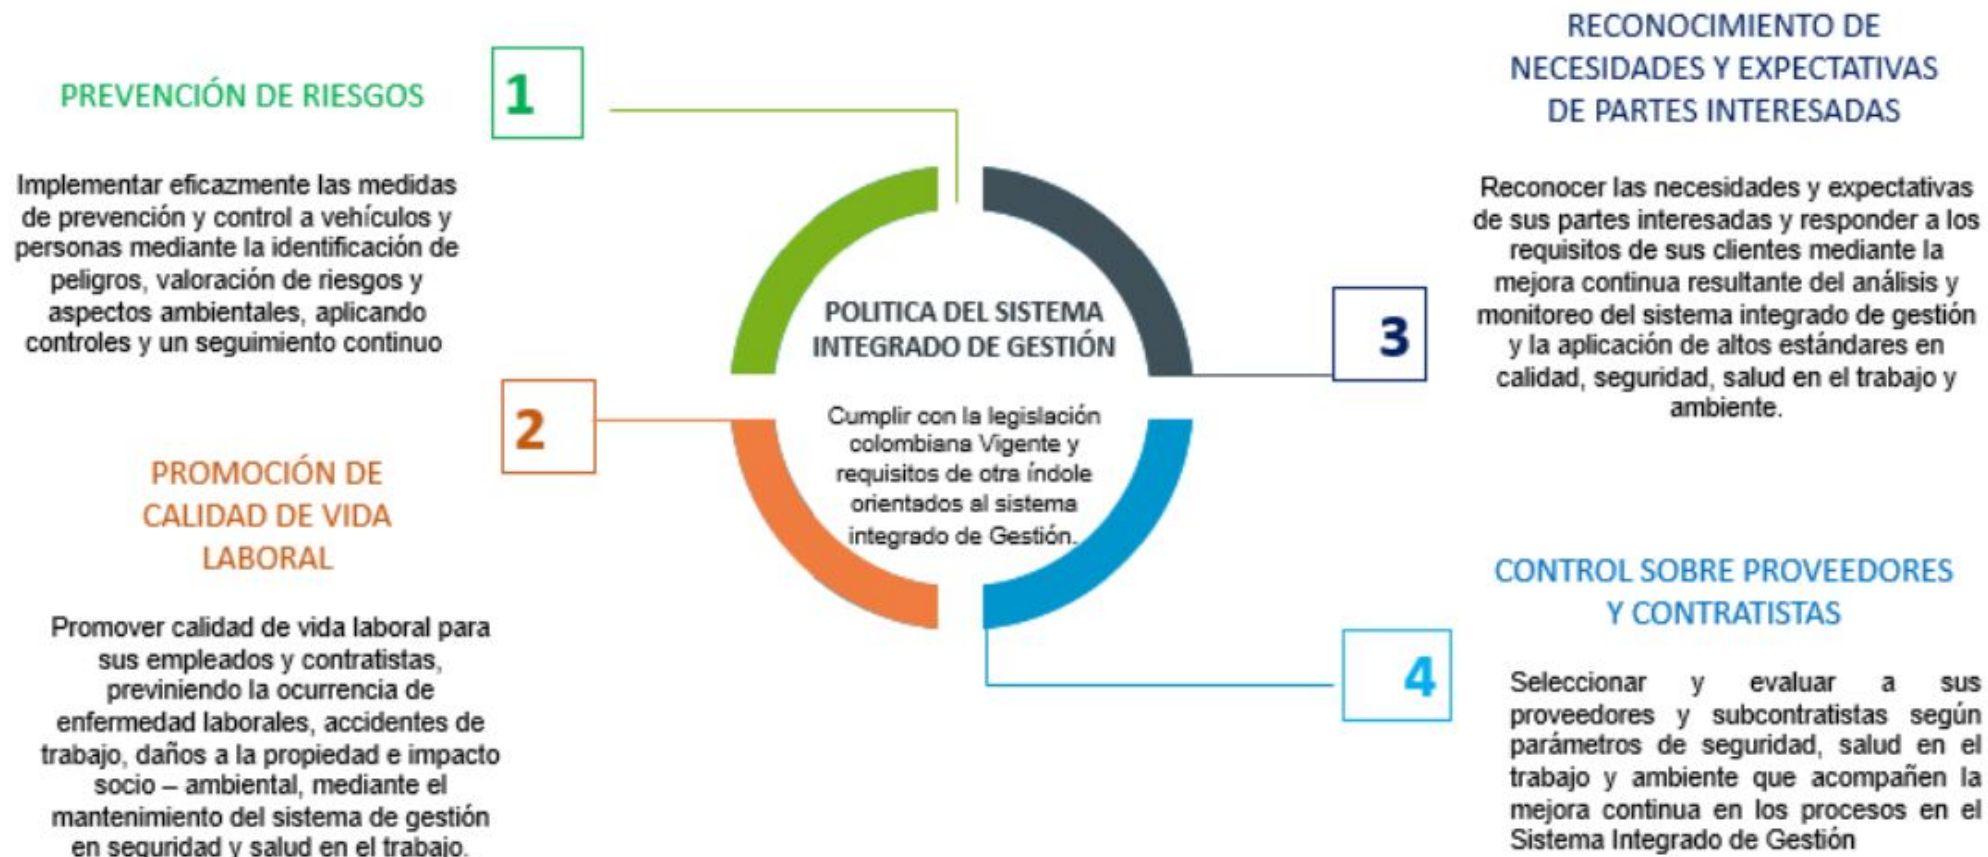 PREVENCIÓN DE RIESGOS
1
Implementar eficazmente las medidas
de prevención y control a vehículos y
personas mediante la identificación de
peligros, valoración de riesgos y
aspectos ambientales, aplicando
controles y un seguimiento continuo
2
PROMOCIÓN DE
CALIDAD DE VIDA
LABORAL
Promover calidad de vida laboral para
sus empleados y contratistas,
previniendo la ocurrencia de
enfermedad laborales, accidentes de
trabajo, daños a la propiedad e impacto
socio – ambiental, mediante el
mantenimiento del sistema de gestión
en seguridad y salud en el trabajo.
POLITICA DEL SISTEMA
INTEGRADO DE GESTIÓN
Cumplir con la legislación
colombiana Vigente y
requisitos de otra índole
orientados al sistema
integrado de Gestión.
RECONOCIMIENTO DE
NECESIDADES Y EXPECTATIVAS
DE PARTES INTERESADAS
3
Reconocer las necesidades y expectativas
de sus partes interesadas y responder a los
requisitos de sus clientes mediante la
mejora continua resultante del análisis y
monitoreo del sistema integrado de gestión
y la aplicación de altos estándares en
calidad, seguridad, salud en el trabajo y
ambiente.
CONTROL SOBRE PROVEEDORES
Y CONTRATISTAS
4
Seleccionar y evaluar a sus
proveedores y subcontratistas según
parámetros de seguridad, salud en el
trabajo y ambiente que acompañen la
mejora continua en los procesos en el
Sistema Integrado de Gestión